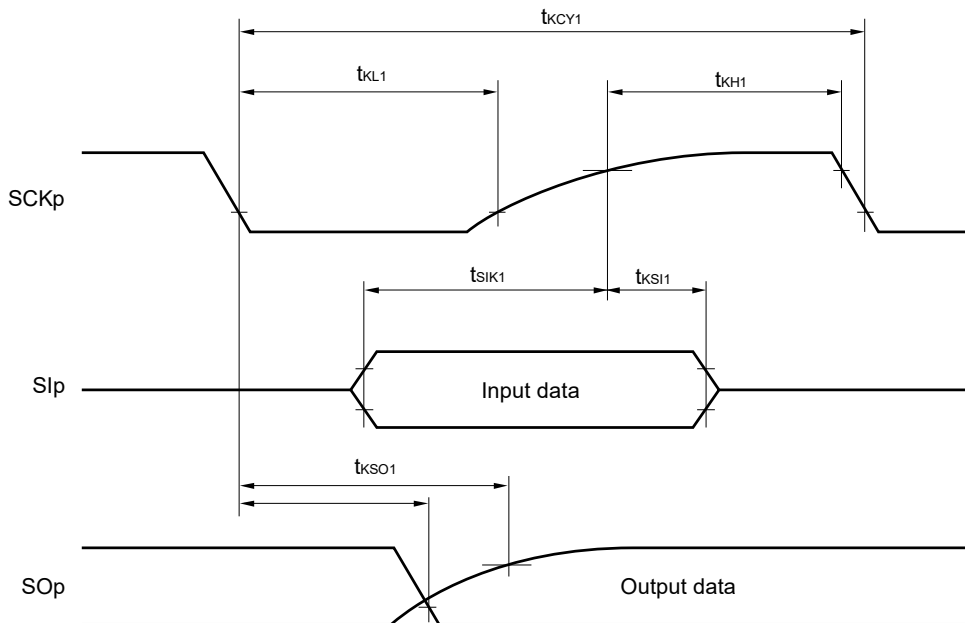 tKCY1
tKL1
tKH1
SCKp
tSIK1
tKSI1
SIp
Input data
tKSO1
SOp
Output data